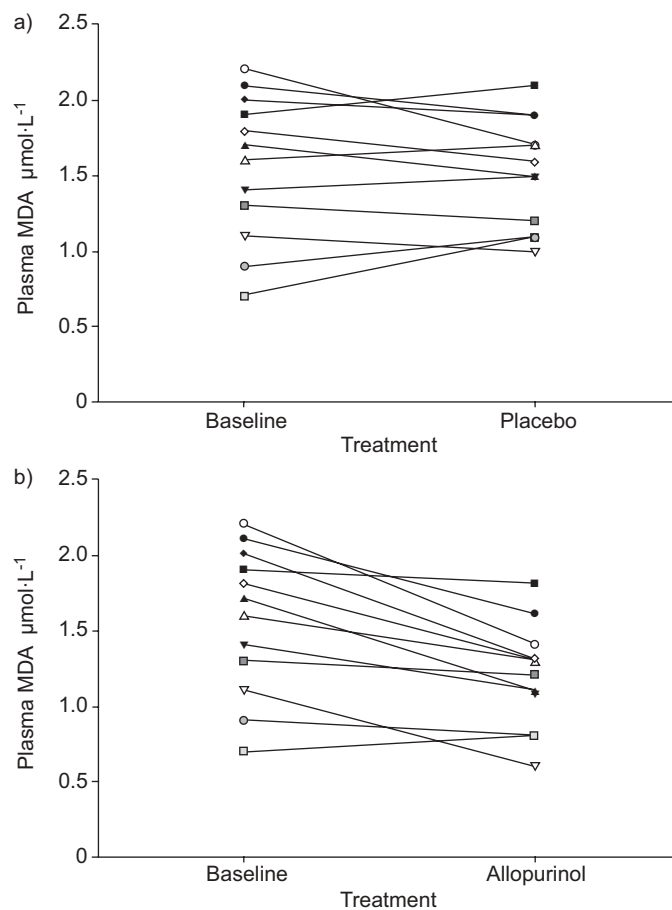 a)
2.5
2.0
1.5
1.0
0.5
0
Plasma MDA µmol·L⁻¹
Baseline Placebo
Treatment
b)
2.5
2.0
1.5
1.0
0.5
0
Plasma MDA µmol·L⁻¹
Baseline Allopurinol
Treatment